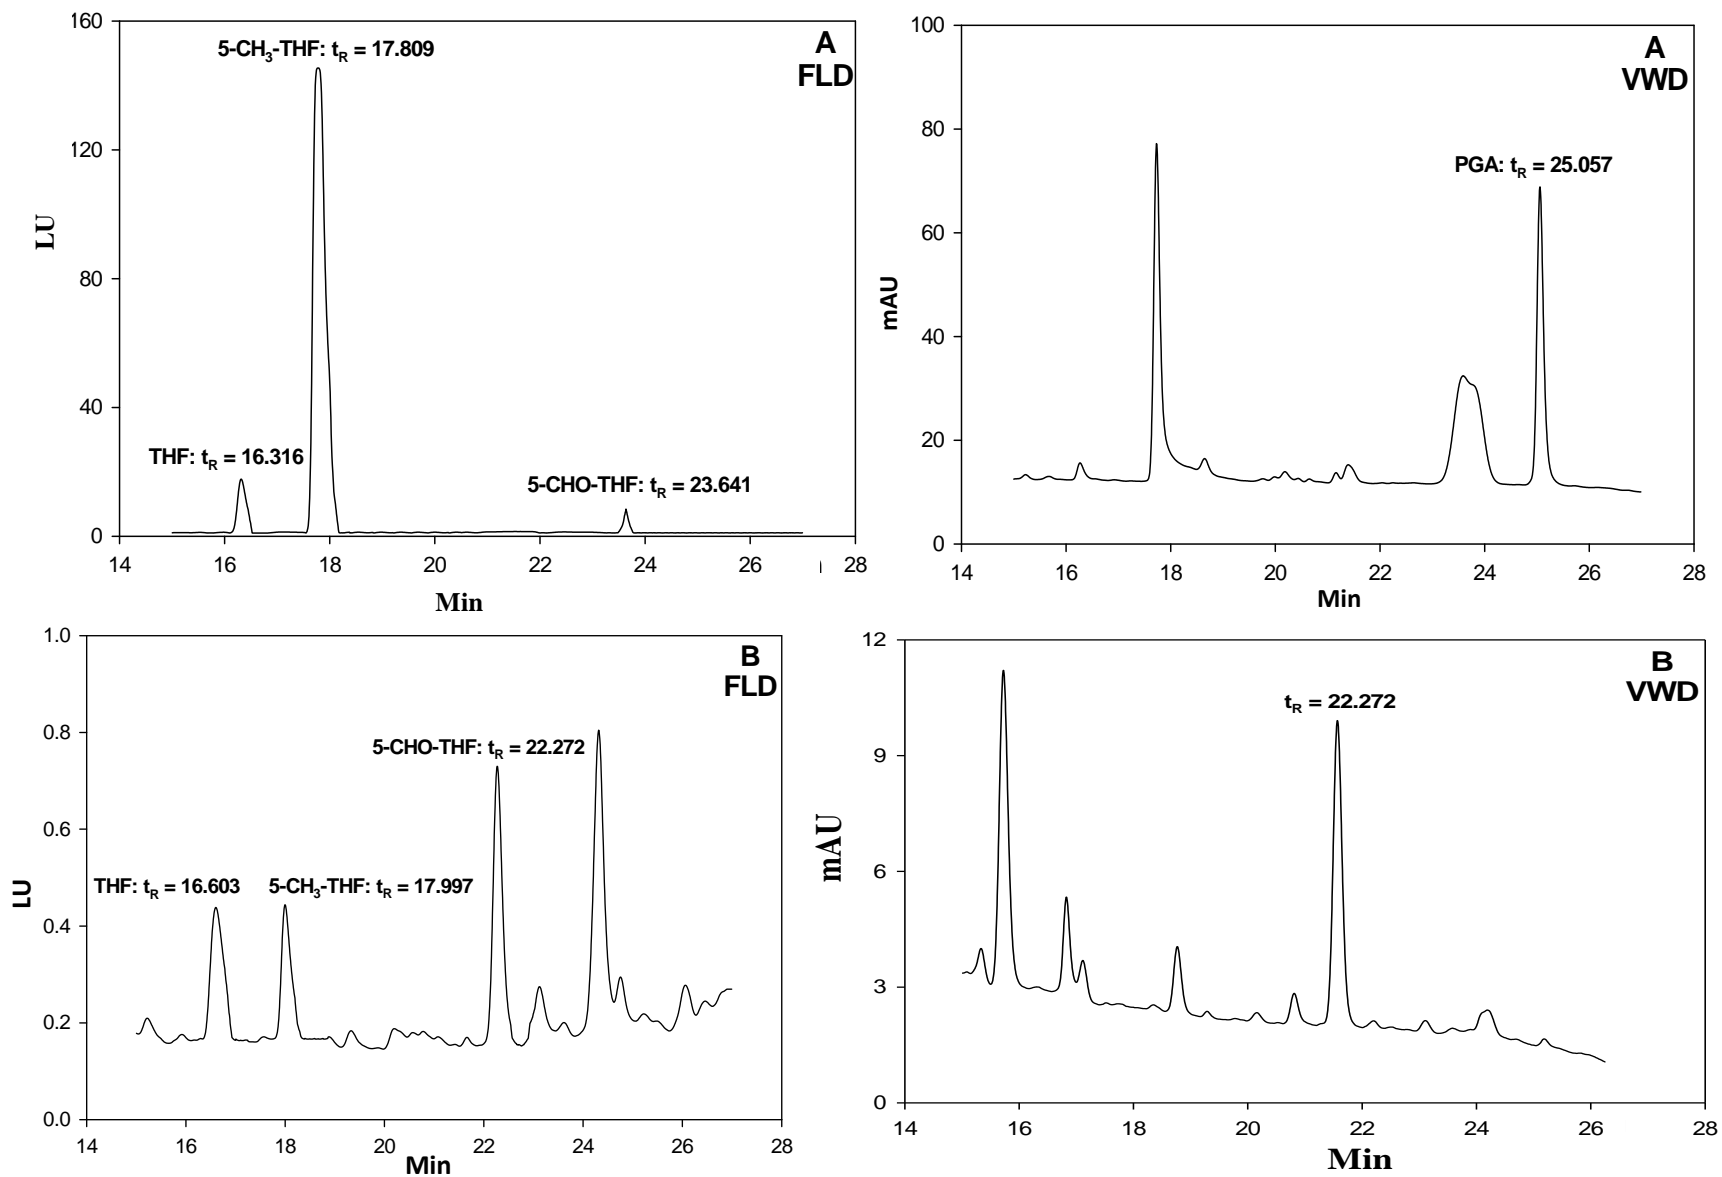 160
120
80
40
0
14 16 18 20 22 24 26 28
LU
Min
5-CH₃-THF: tR = 17.809
THF: tR = 16.316
5-CHO-THF: tR = 23.641
A
FLD
100
80
60
40
20
0
14 16 18 20 22 24 26 28
mAU
Min
PGA: tR = 25.057
A
VWD
1.0
0.8
0.6
0.4
0.2
0.0
14 16 18 20 22 24 26 28
LU
Min
5-CHO-THF: tR = 22.272
THF: tR = 16.603 5-CH₃-THF: tR = 17.997
B
FLD
12
9
6
3
0
14 16 18 20 22 24 26 28
mAU
Min
tR = 22.272
B
VWD